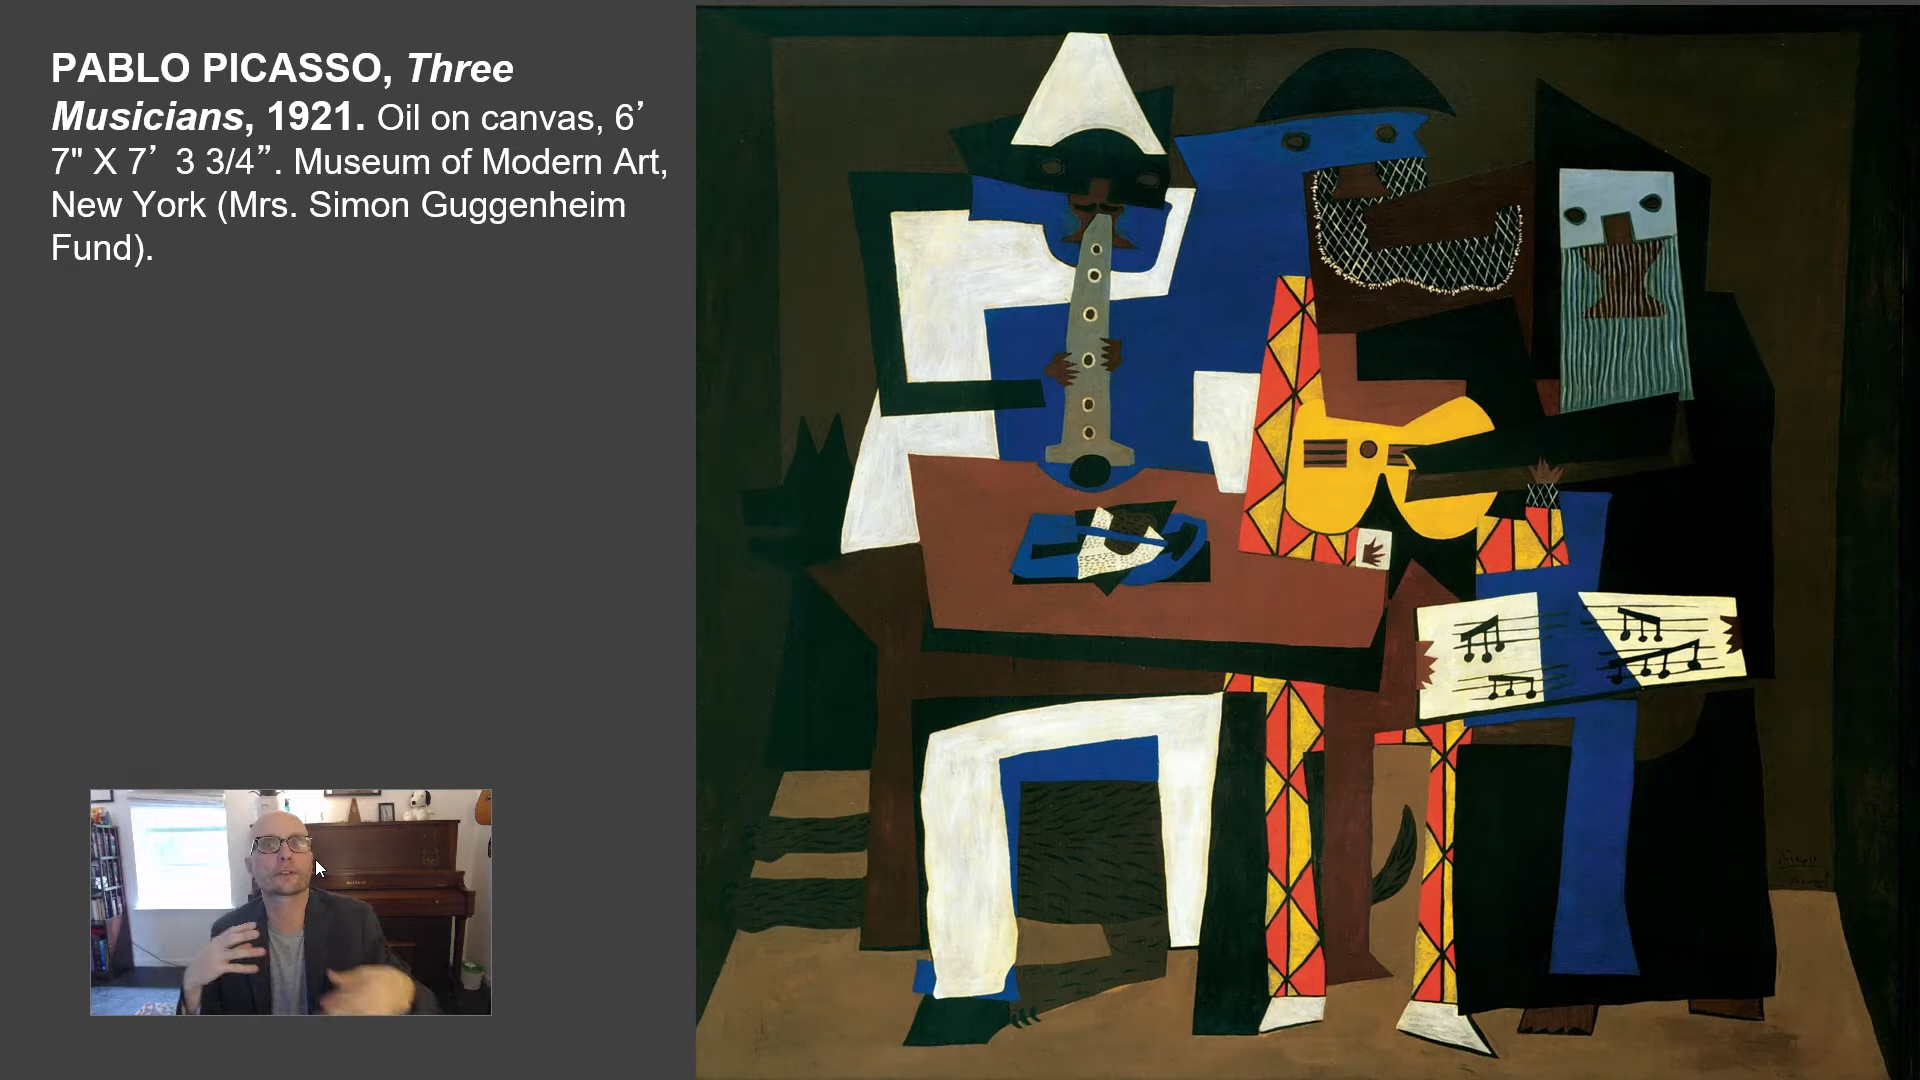 PABLO PICASSO, Three
Musicians, 1921. Oil on canvas, 6’
7" X 7’ 3 3/4”. Museum of Modern Art,
New York (Mrs. Simon Guggenheim
Fund).